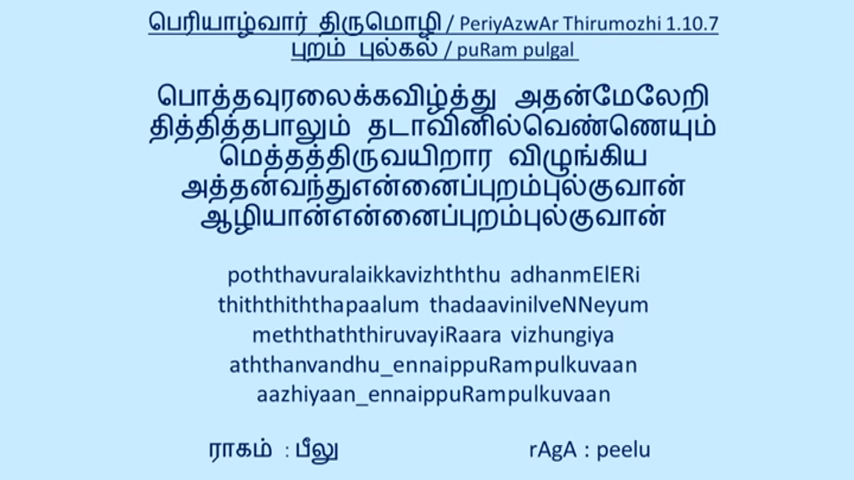 பெரியாழ்வார் திருமொழி / PeriyAzwAr Thirumozhi 1.10.7
புறம் புல்கல் / puRam pulgal
பொத்தவுரலைக்கவிழ்த்து அதன்மேலேறி
தித்தித்தபாலும் தடாவினில்வெண்ணெயும்
மெத்தத்திருவயிறார விழுங்கிய
அத்தன்வந்துஎன்னைப்புறம்புல்குவான்
ஆழியான்என்னைப்புறம்புல்குவான்
poththavuralaikkavizhththu adhanmElERi
thiththiththapaalum thadaavinilveNNeyum
meththaththiruvayiRaara vizhungiya
aththanvandhu_ennaippuRampulkuvaan
aazhiyaan_ennaippuRampulkuvaan
ராகம் : பீலு rAgA : peelu